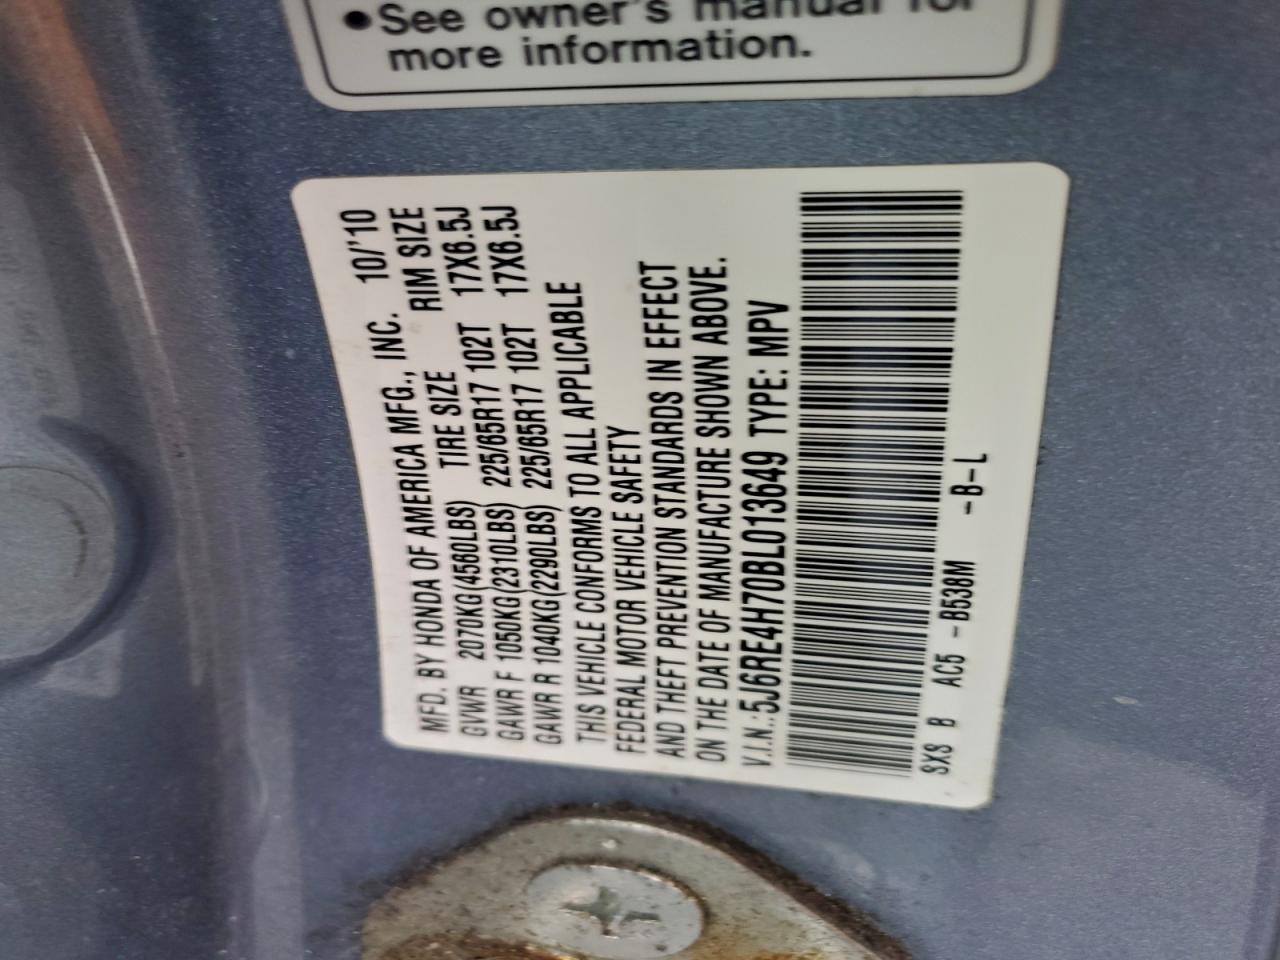 ●See owner's manual for
more information.
MFD. BY HONDA OF AMERICA MFG., INC. 10/'10
TIRE SIZE RIM SIZE
GVWR 2070KG(4560LBS) 225/65R17 102T 17X6.5J
GAWR F 1050KG(2310LBS) 225/65R17 102T 17X6.5J
GAWR R 1040KG(2290LBS)
THIS VEHICLE CONFORMS TO ALL APPLICABLE
FEDERAL MOTOR VEHICLE SAFETY
AND THEFT PREVENTION STANDARDS IN EFFECT
ON THE DATE OF MANUFACTURE SHOWN ABOVE.
V.I.N.:5J6RE4H70BL013649 TYPE: MPV
SXS B AC5 -B538M -B-L